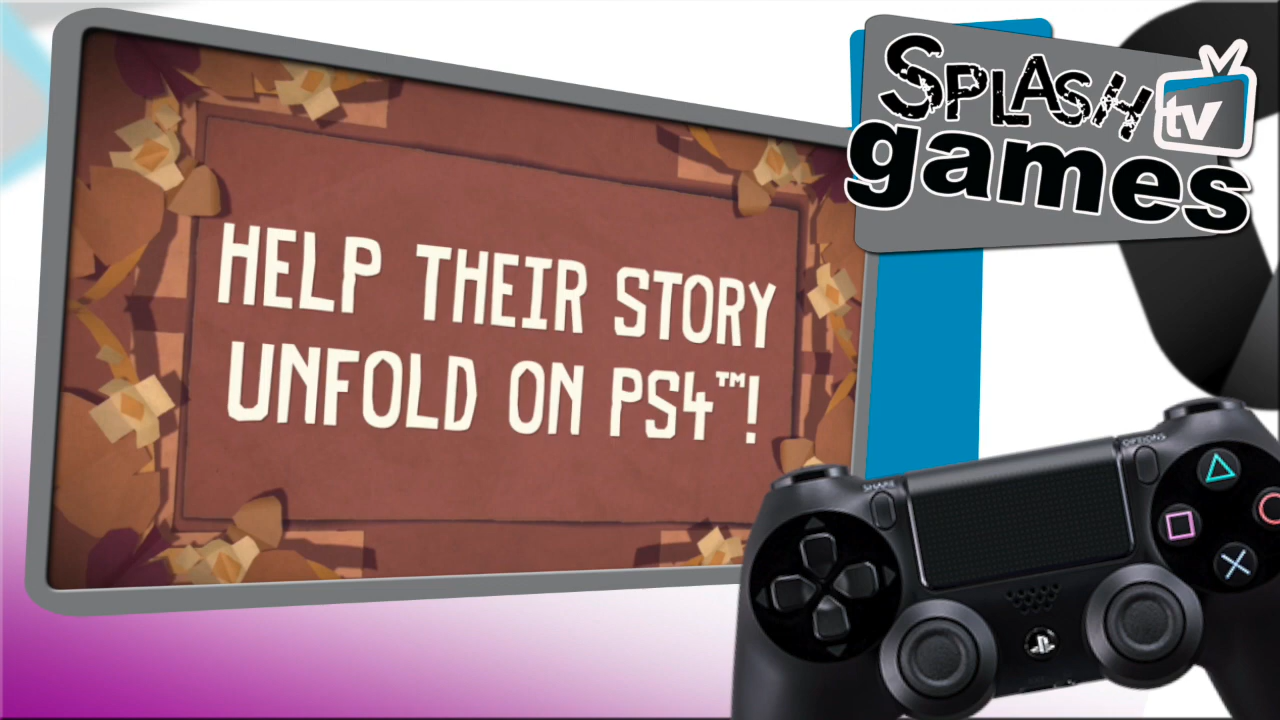 HELP THEIR STORY
UNFOLD ON PS4™!
SPLASH
tv
games
SHARE
OPTIONS